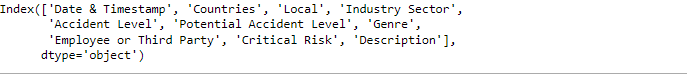 Index(['Date & Timestamp', 'Countries', 'Local', 'Industry Sector',
'Accident Level', 'Potential Accident Level', 'Genre',
'Employee or Third Party', 'Critical Risk', 'Description'],
dtype='object')